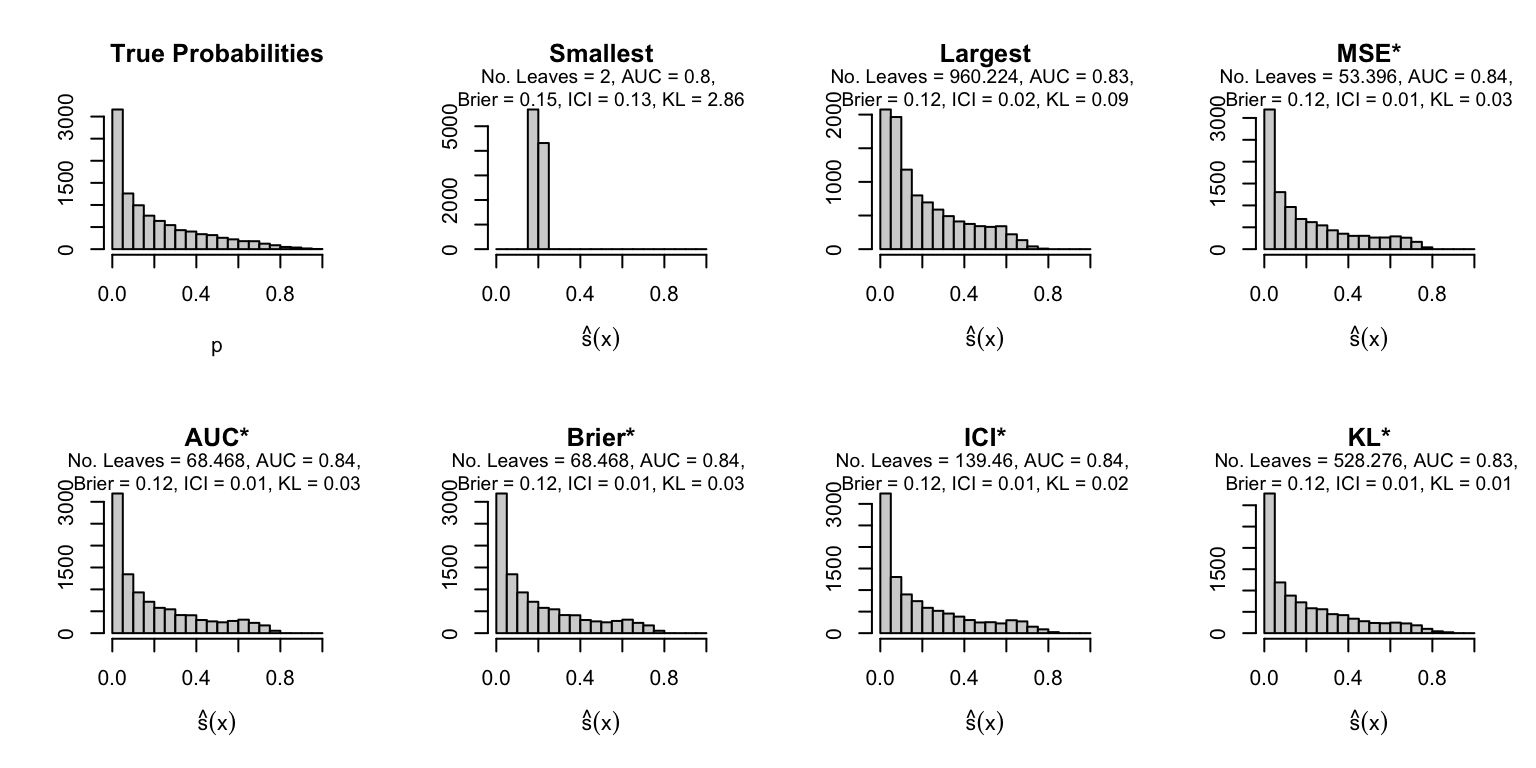 True Probabilities
3000
1500
0
0.0 0.4 0.8
p
Smallest
No. Leaves = 2, AUC = 0.8,
Brier = 0.15, ICI = 0.13, KL = 2.86
5000
2000
0
0.0 0.4 0.8
ŝ(x)
Largest
No. Leaves = 960.224, AUC = 0.83,
Brier = 0.12, ICI = 0.02, KL = 0.09
2000
1000
0
0.0 0.4 0.8
ŝ(x)
MSE*
No. Leaves = 53.396, AUC = 0.84,
Brier = 0.12, ICI = 0.01, KL = 0.03
3000
1500
0
0.0 0.4 0.8
ŝ(x)
AUC*
No. Leaves = 68.468, AUC = 0.84,
Brier = 0.12, ICI = 0.01, KL = 0.03
3000
1500
0
0.0 0.4 0.8
ŝ(x)
Brier*
No. Leaves = 68.468, AUC = 0.84,
Brier = 0.12, ICI = 0.01, KL = 0.03
3000
1500
0
0.0 0.4 0.8
ŝ(x)
ICI*
No. Leaves = 139.46, AUC = 0.84,
Brier = 0.12, ICI = 0.01, KL = 0.02
3000
1500
0
0.0 0.4 0.8
ŝ(x)
KL*
No. Leaves = 528.276, AUC = 0.83,
Brier = 0.12, ICI = 0.01, KL = 0.01
1500
0
0.0 0.4 0.8
ŝ(x)